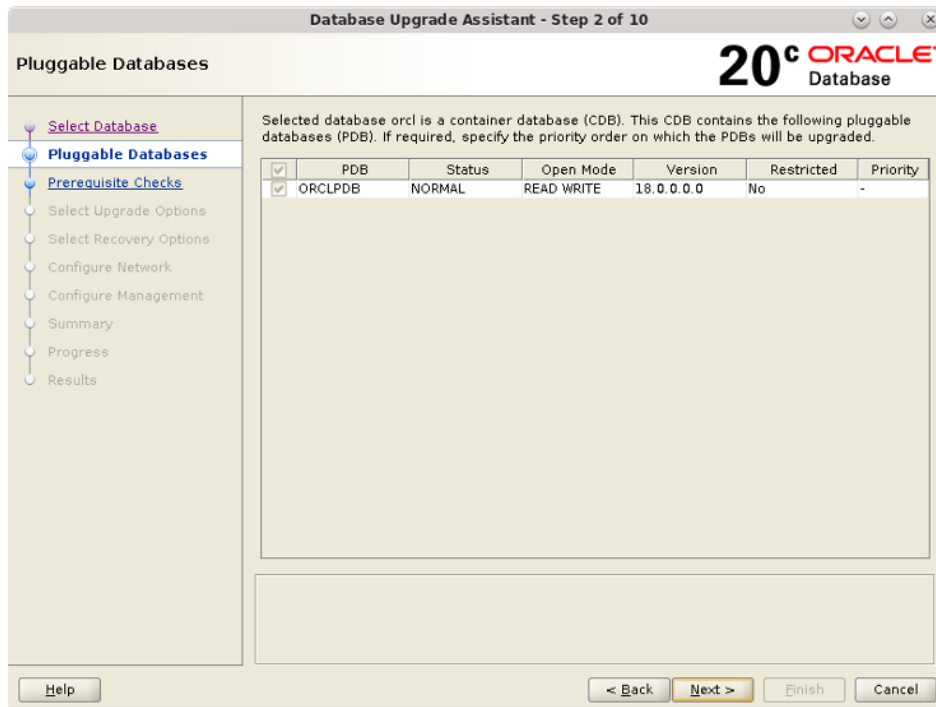 Database Upgrade Assistant - Step 2 of 10
Pluggable Databases
20c ORACLE
Database
Select Database
Pluggable Databases
Prerequisite Checks
Select Upgrade Options
Select Recovery Options
Configure Network
Configure Management
Summary
Progress
Results
Selected database orcl is a container database (CDB). This CDB contains the following pluggable
databases (PDB). If required, specify the priority order on which the PDBs will be upgraded.
PDB Status Open Mode Version Restricted Priority
ORCLPDB NORMAL READ WRITE 18.0.0.0.0 No -
Help < Back Next > Finish Cancel